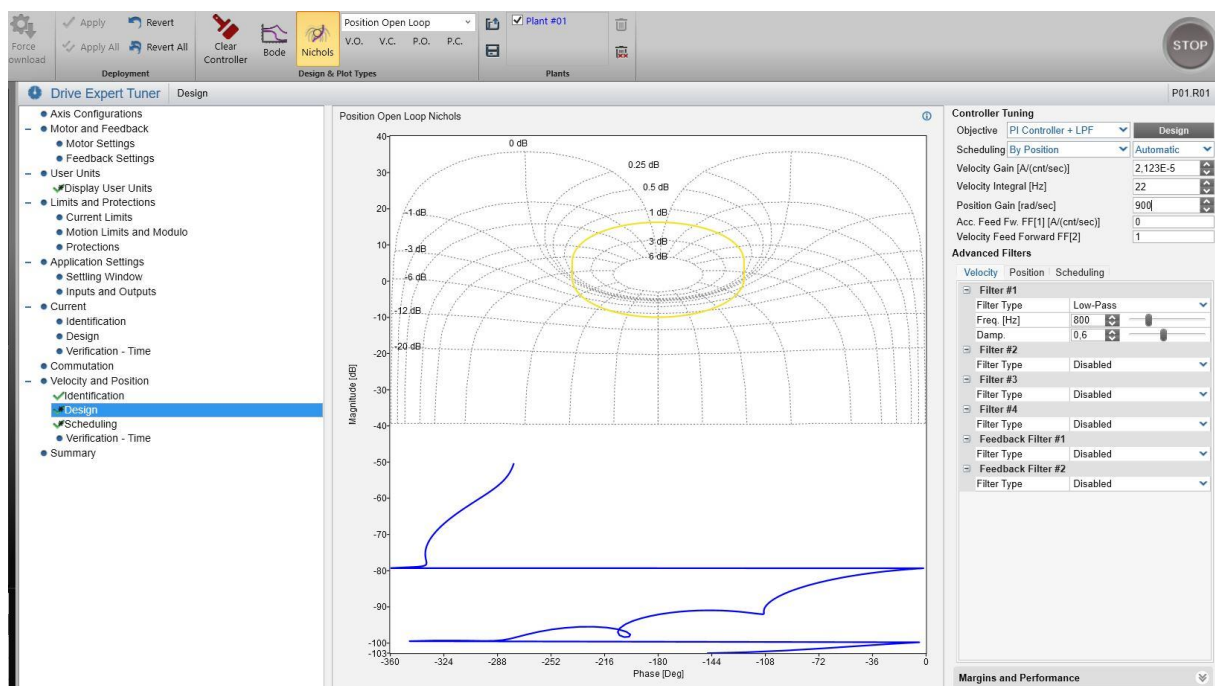 Force
ownload
Apply
Revert
Apply All
Revert All
Deployment
Clear
Controller
Bode
Nichols
Position Open Loop
V.O. V.C. P.O. P.C.
Design & Plot Types
Plant #01
Plants
STOP
Drive Expert Tuner Design
P01.R01
Axis Configurations
Motor and Feedback
Motor Settings
Feedback Settings
User Units
Display User Units
Limits and Protections
Current Limits
Motion Limits and Modulo
Protections
Application Settings
Settling Window
Inputs and Outputs
Current
Identification
Design
Verification - Time
Commutation
Velocity and Position
Identification
Design
Scheduling
Verification - Time
Summary
Position Open Loop Nichols
Magnitude [dB]
40
30
20
10
0
-10
-20
-30
-40
-50
-60
-70
-80
-90
-100
-103
0 dB
0.25 dB
0.5 dB
1 dB
3 dB
6 dB
-1 dB
-3 dB
-6 dB
-12 dB
-20 dB
-360 -324 -288 -252 -216 -180 -144 -108 -72 -36 0
Phase [Deg]
Controller Tuning
Objective PI Controller + LPF Design
Scheduling By Position Automatic
Velocity Gain [A/(cnt/sec)] 2,123E-5
Velocity Integral [Hz] 22
Position Gain [rad/sec] 900
Acc. Feed Fw. FF[1] [A/(cnt/sec)] 0
Velocity Feed Forward FF[2] 1
Advanced Filters
Velocity Position Scheduling
Filter #1
Filter Type Low-Pass
Freq. [Hz] 800
Damp. 0,6
Filter #2
Filter Type Disabled
Filter #3
Filter Type Disabled
Filter #4
Filter Type Disabled
Feedback Filter #1
Filter Type Disabled
Feedback Filter #2
Filter Type Disabled
Margins and Performance